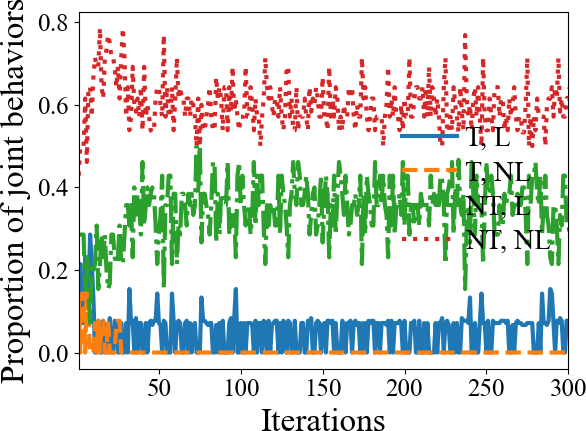 Proportion of joint behaviors
0.8
0.6
0.4
0.2
0.0
T, L
T, NL
NT, L
NT, NL
50
100
150
200
250
300
Iterations